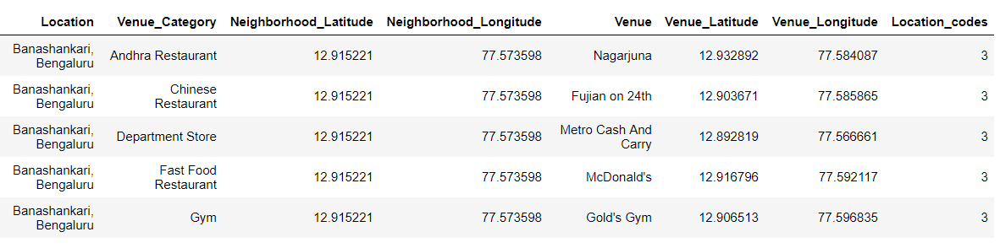 Location Venue_Category Neighborhood_Latitude Neighborhood_Longitude Venue Venue_Latitude Venue_Longitude Location_codes
Banashankari,
Bengaluru Andhra Restaurant 12.915221 77.573598 Nagarjuna 12.932892 77.584087 3
Banashankari, Chinese
Bengaluru Restaurant 12.915221 77.573598 Fujian on 24th 12.903671 77.585865 3
Banashankari, Metro Cash And
Bengaluru Department Store 12.915221 77.573598 Carry 12.892819 77.566661 3
Banashankari, Fast Food
Bengaluru Restaurant 12.915221 77.573598 McDonald's 12.916796 77.592117 3
Banashankari,
Bengaluru Gym 12.915221 77.573598 Gold's Gym 12.906513 77.596835 3